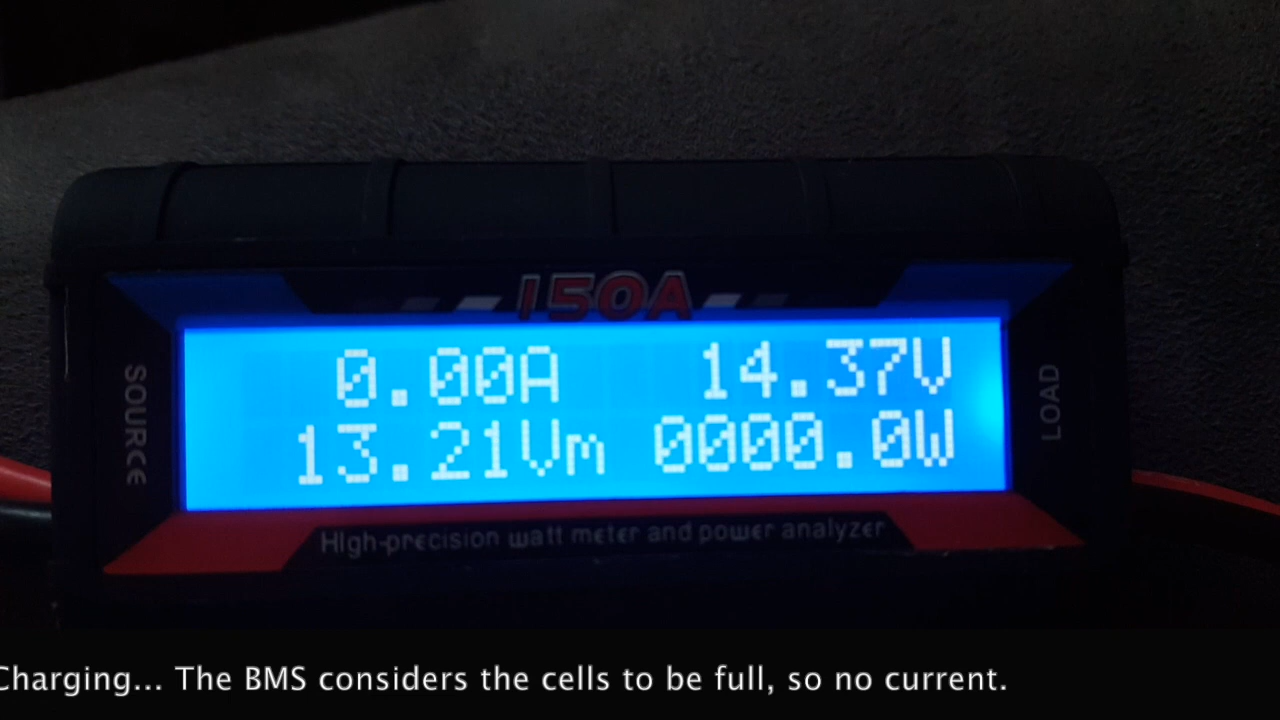 150A
SOURCE
0.00A 14.37V
13.21Vm 0000.0W
LOAD
High-precision watt meter and power analyzer
Charging... The BMS considers the cells to be full, so no current.